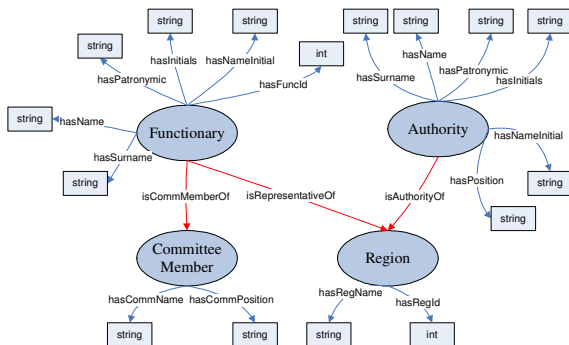 string
string
string
string
string
string
string
string
hasInitials
hasNameInitial
hasName
hasPatronymic
int
hasPatronymic
hasInitials
hasSurname
hasFuncId
string
hasName
Functionary
Authority
hasNameInitial
hasSurname
string
hasPosition
string
string
isCommMemberOf
isRepresentativeOf
isAuthorityOf
Committee
Member
Region
hasCommName
hasCommPosition
hasRegName
hasRegId
string
string
string
int